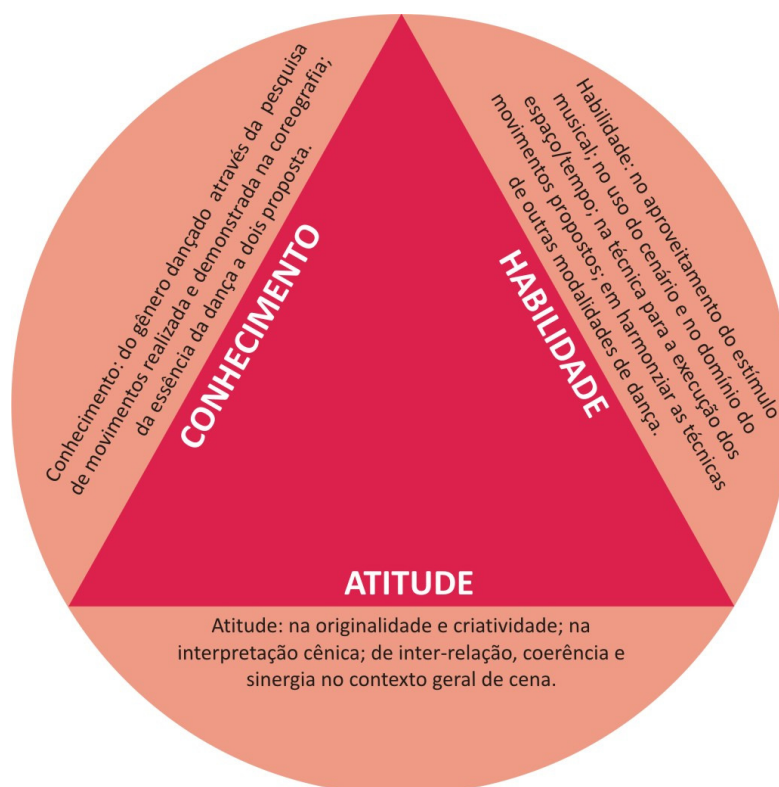 Conhecimento: do gênero dançado através da pesquisa
de movimentos realizada e demonstrada na coreografia;
da essência da dança a dois proposta.
CONHECIMENTO
Habilidade: no aproveitamento do estímulo
musical; no uso do cenário e no domínio do
espaço/tempo; na técnica para a execução dos
movimentos propostos; em harmonziar as técnicas
de outras modalidades de dança.
HABILIDADE
ATITUDE
Atitude: na originalidade e criatividade; na
interpretação cênica; de inter-relação, coerência e
sinergia no contexto geral de cena.